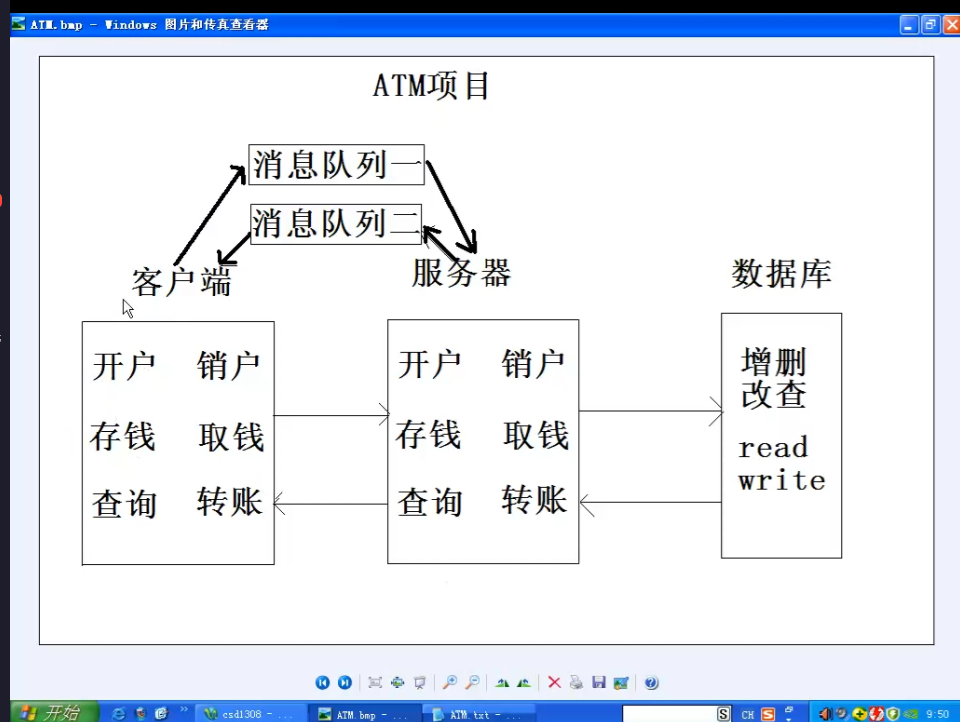 ATM.bmp - Windows 图片和传真查看器
ATM项目
消息队列一
消息队列二
客户端
服务器
数据库
开户 销户
存钱 取钱
查询 转账
开户 销户
存钱 取钱
查询 转账
增删
改查
read
write
开始
csd1308 - ...
ATM.bmp - ...
ATM.txt - ...
S
CH
S
9:50